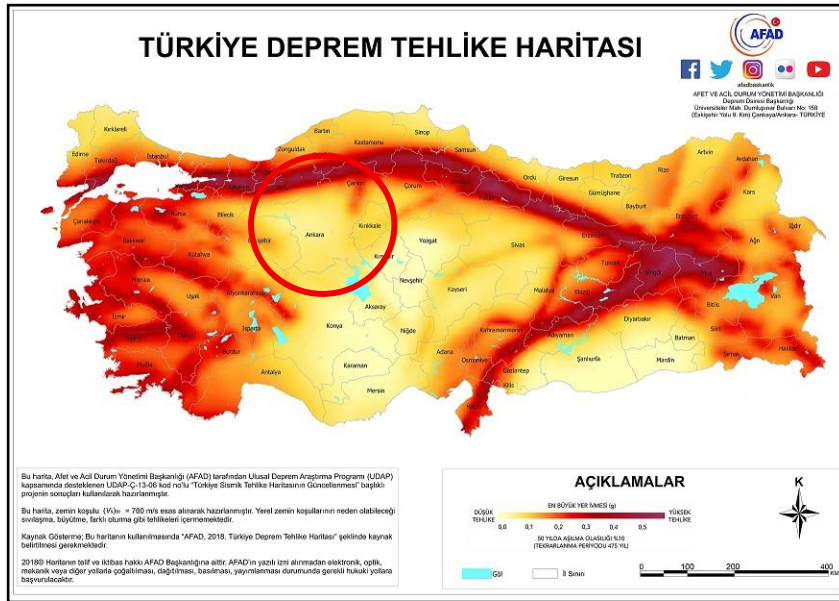 TÜRKİYE DEPREM TEHLİKE HARİTASI
AFAD
afadbaskanlik
AFET VE ACİL DURUM YÖNETİMİ BAŞKANLIĞI
Deprem Dairesi Başkanlığı
Üniversiteler Mah. Dumlupınar Bulvarı No: 159
(Eskişehir Yolu 9. Km) Çankaya/Ankara- TÜRKİYE
Kırklareli
Edirne
Tekirdağ
İstanbul
Zonguldak
Bartın
Kastamonu
Sinop
Samsun
Ordu
Giresun
Trabzon
Rize
Artvin
Ardahan
Kars
Iğdır
Ağrı
Gümüşhane
Bayburt
Çankırı
Çorum
Çanakkale
Balıkesir
Bursa
Bilecik
Kütahya
Ankara
Kırıkkale
Yozgat
Sivas
Tunceli
Bingöl
Muş
Van
Bitlis
Siirt
Şırnak
Hakkari
Batman
Mardin
Diyarbakır
Elazığ
Malatya
Adıyaman
Şanlıurfa
Kahramanmaraş
Gaziantep
Kilis
Osmaniye
Adana
Kayseri
Nevşehir
Aksaray
Niğde
Konya
Karaman
Mersin
Antalya
Isparta
Burdur
Afyonkarahisar
Uşak
Manisa
İzmir
Muğla
Bu harita, Afet ve Acil Durum Yönetimi Başkanlığı (AFAD) tarafından Ulusal Deprem Araştırma Programı (UDAP)
kapsamında desteklenen UDAP-Ç-13-06 kod no'lu "Türkiye Sismik Tehlike Haritasının Güncellenmesi" başlıklı
projenin sonuçları kullanılarak hazırlanmıştır.
Bu harita, zemin koşulu (Vs)30 = 760 m/s esas alınarak hazırlanmıştır. Yerel zemin koşullarının neden olabileceği
sıvılaşma, büyütme, farklı oturma gibi tehlikeleri içermemektedir.
Kaynak Gösterme; Bu haritanın kullanılmasında "AFAD, 2018. Türkiye Deprem Tehlike Haritası" şeklinde kaynak
belirtilmesi gerekmektedir.
2018© Haritanın telif ve iktibas hakkı AFAD Başkanlığına aittir. AFAD'ın yazılı izni alınmadan elektronik, optik,
mekanik veya diğer yollarla çoğaltılması, dağıtılması, basılması, yayımlanması durumunda gerekli hukuki yollara
başvurulacaktır.
AÇIKLAMALAR
EN BÜYÜK YER İVMESİ (g)
DÜŞÜK TEHLİKE
YÜKSEK TEHLİKE
0,0 0,1 0,2 0,3 0,4 0,5
50 YILDA AŞILMA OLASILIĞI %10
(TEKRARLANMA PERİYODU 475 YIL)
Göl
İl Sınırı
K
0 100 200 400
KM